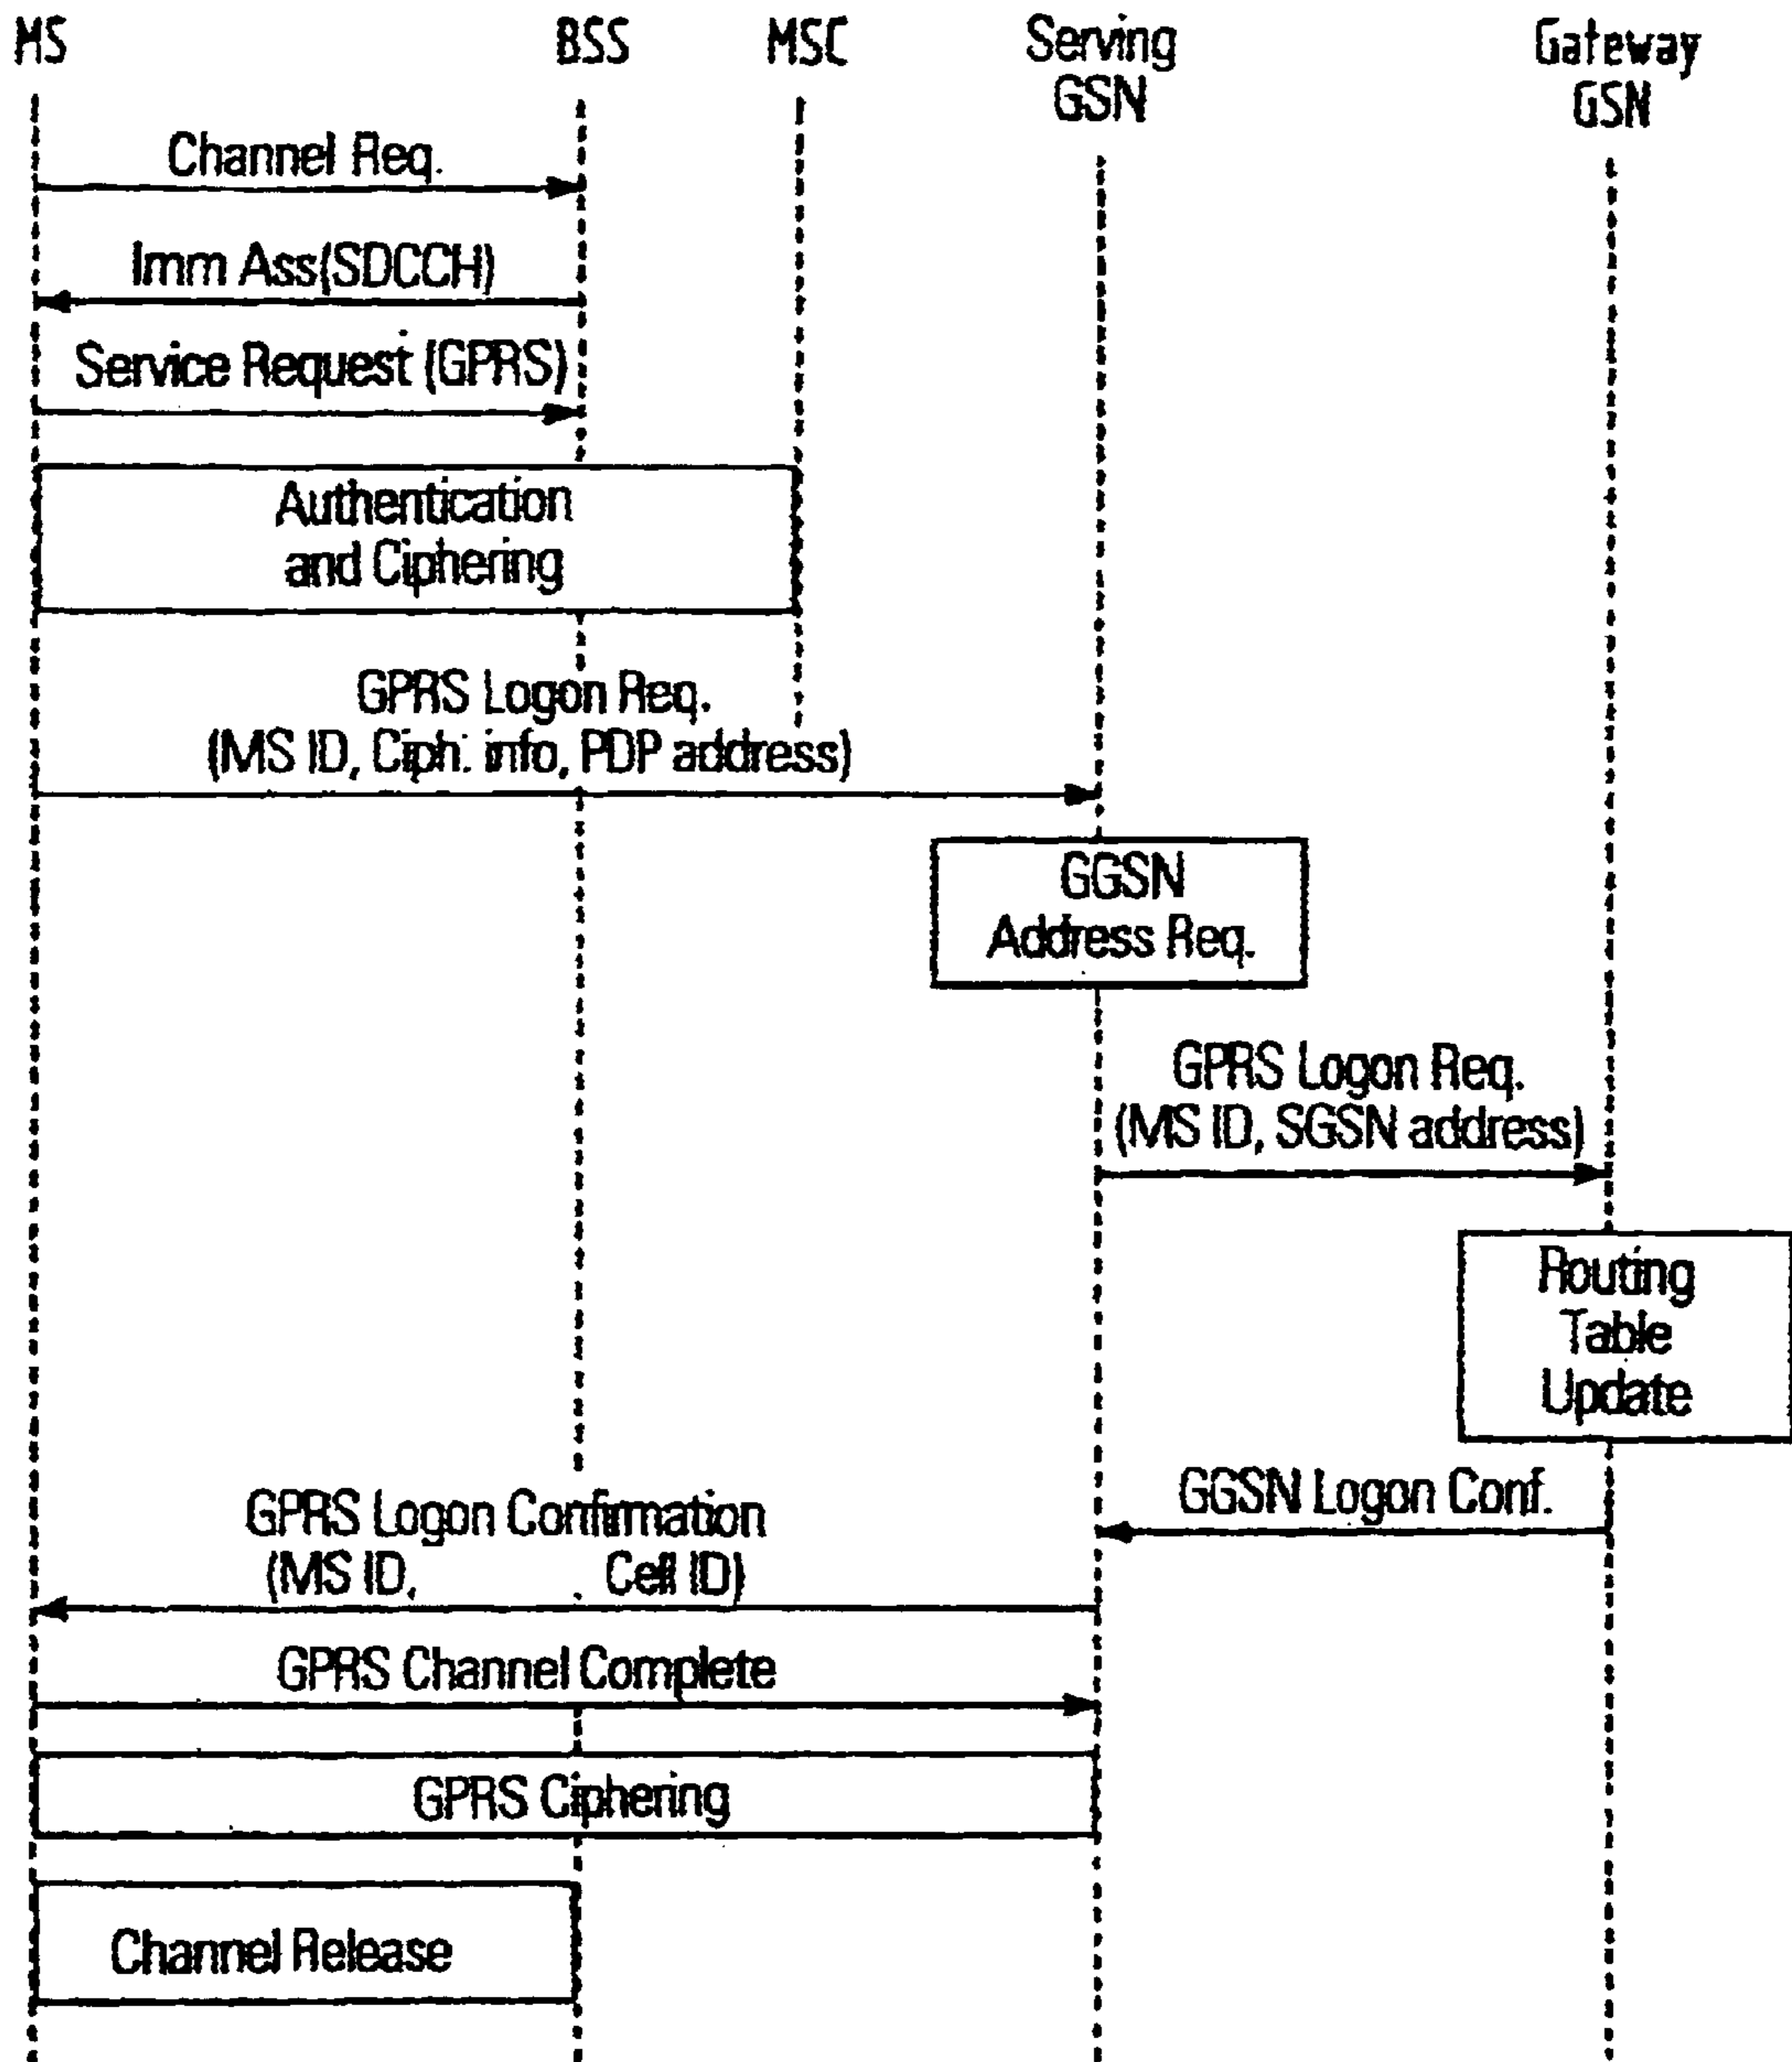 MS BSS MSC Serving GSN Gateway GSN
Channel Req.
Imm Ass(SDCCH)
Service Request (GPRS)
Authentication
and Ciphering
GPRS Logon Req.
(MS ID, Ciph. info, PDP address)
GGSN
Address Req.
GPRS Logon Req.
(MS ID, SGSN address)
Routing
Table
Update
GGSN Logon Conf.
GPRS Logon Confirmation
(MS ID, Cell ID)
GPRS Channel Complete
GPRS Ciphering
Channel Release